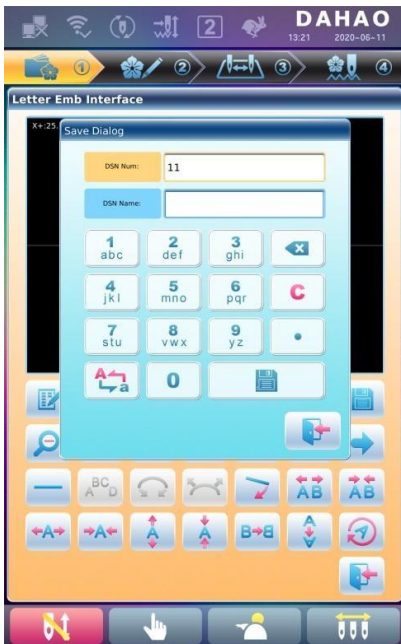 DAHAO
2
13:21 2020-06-11
1 2 3 4
Letter Emb Interface
X+:25.
Save Dialog
DSN Num: 11
DSN Name:
1 2 3
abc def ghi
4 5 6 C
jkl mno pqr
7 8 9 .
stu vwx yz
A a 0
ABCD AB AB
A A A A B B A A A